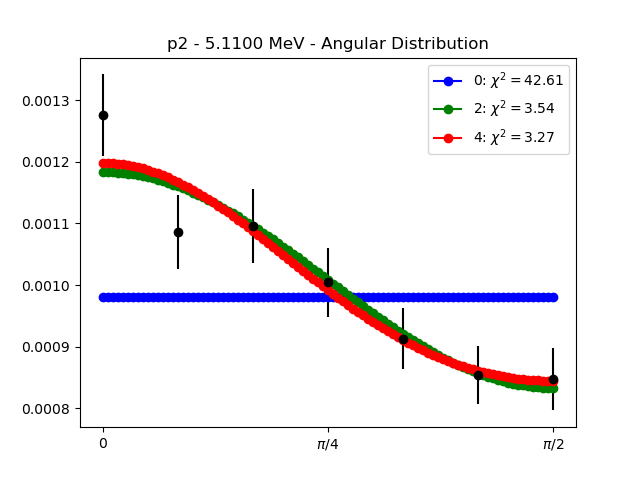 p2 - 5.1100 MeV - Angular Distribution
0: χ² = 42.61
2: χ² = 3.54
4: χ² = 3.27
0.0013
0.0012
0.0011
0.0010
0.0009
0.0008
0
π/4
π/2